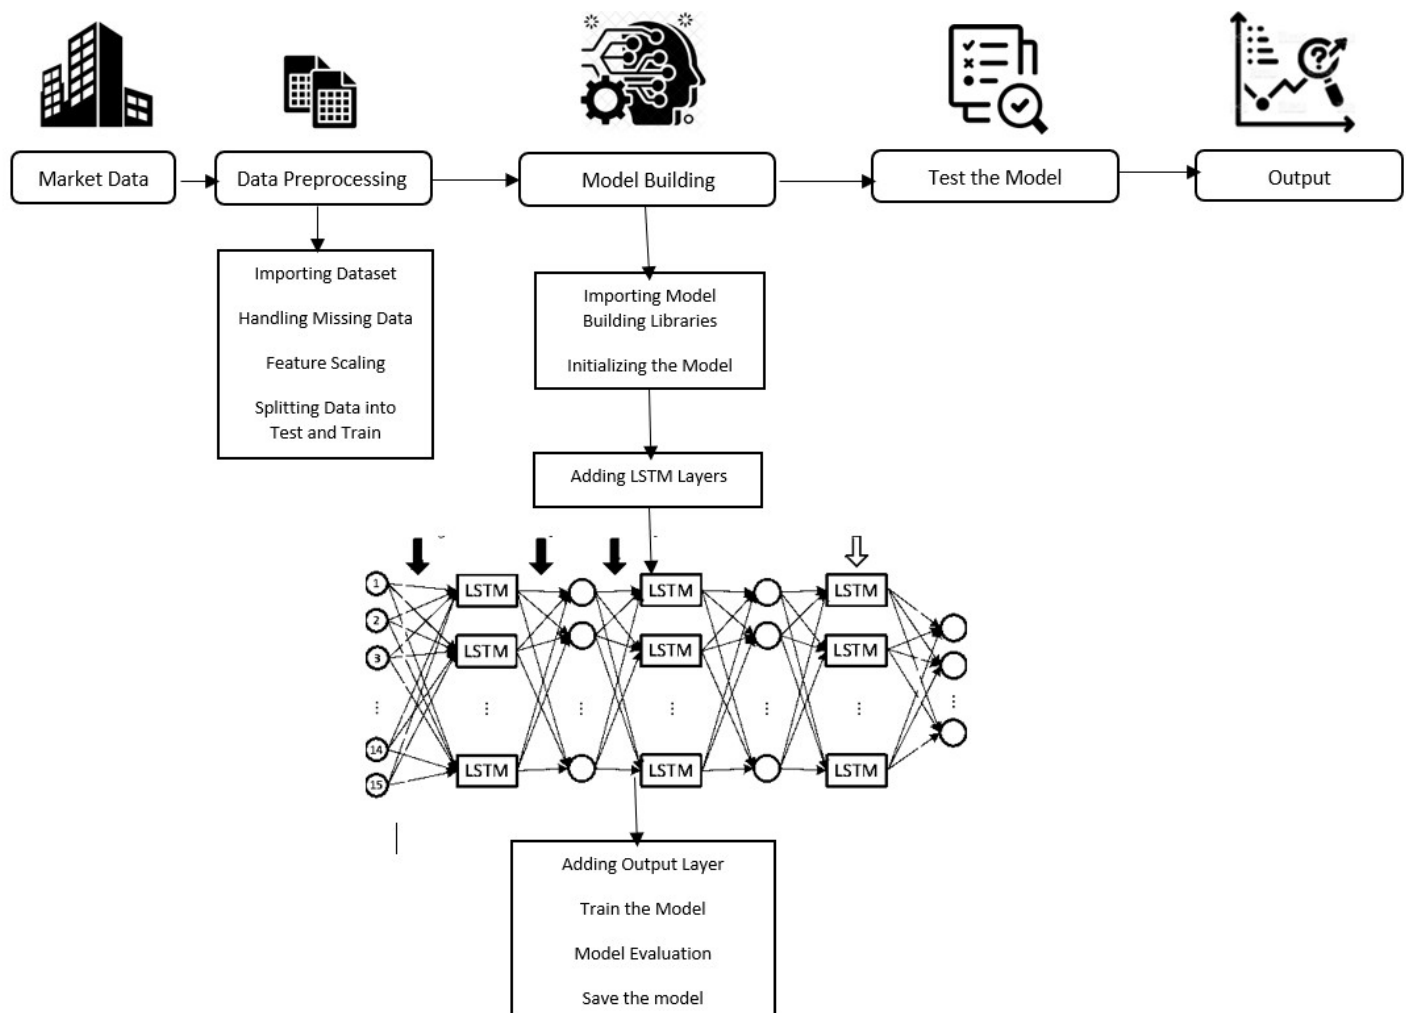 Market Data
Data Preprocessing
Model Building
Test the Model
Output
Importing Dataset
Handling Missing Data
Feature Scaling
Splitting Data into
Test and Train
Importing Model
Building Libraries
Initializing the Model
Adding LSTM Layers
1
2
3
14
15
LSTM
LSTM
LSTM
LSTM
LSTM
LSTM
LSTM
LSTM
LSTM
Adding Output Layer
Train the Model
Model Evaluation
Save the model